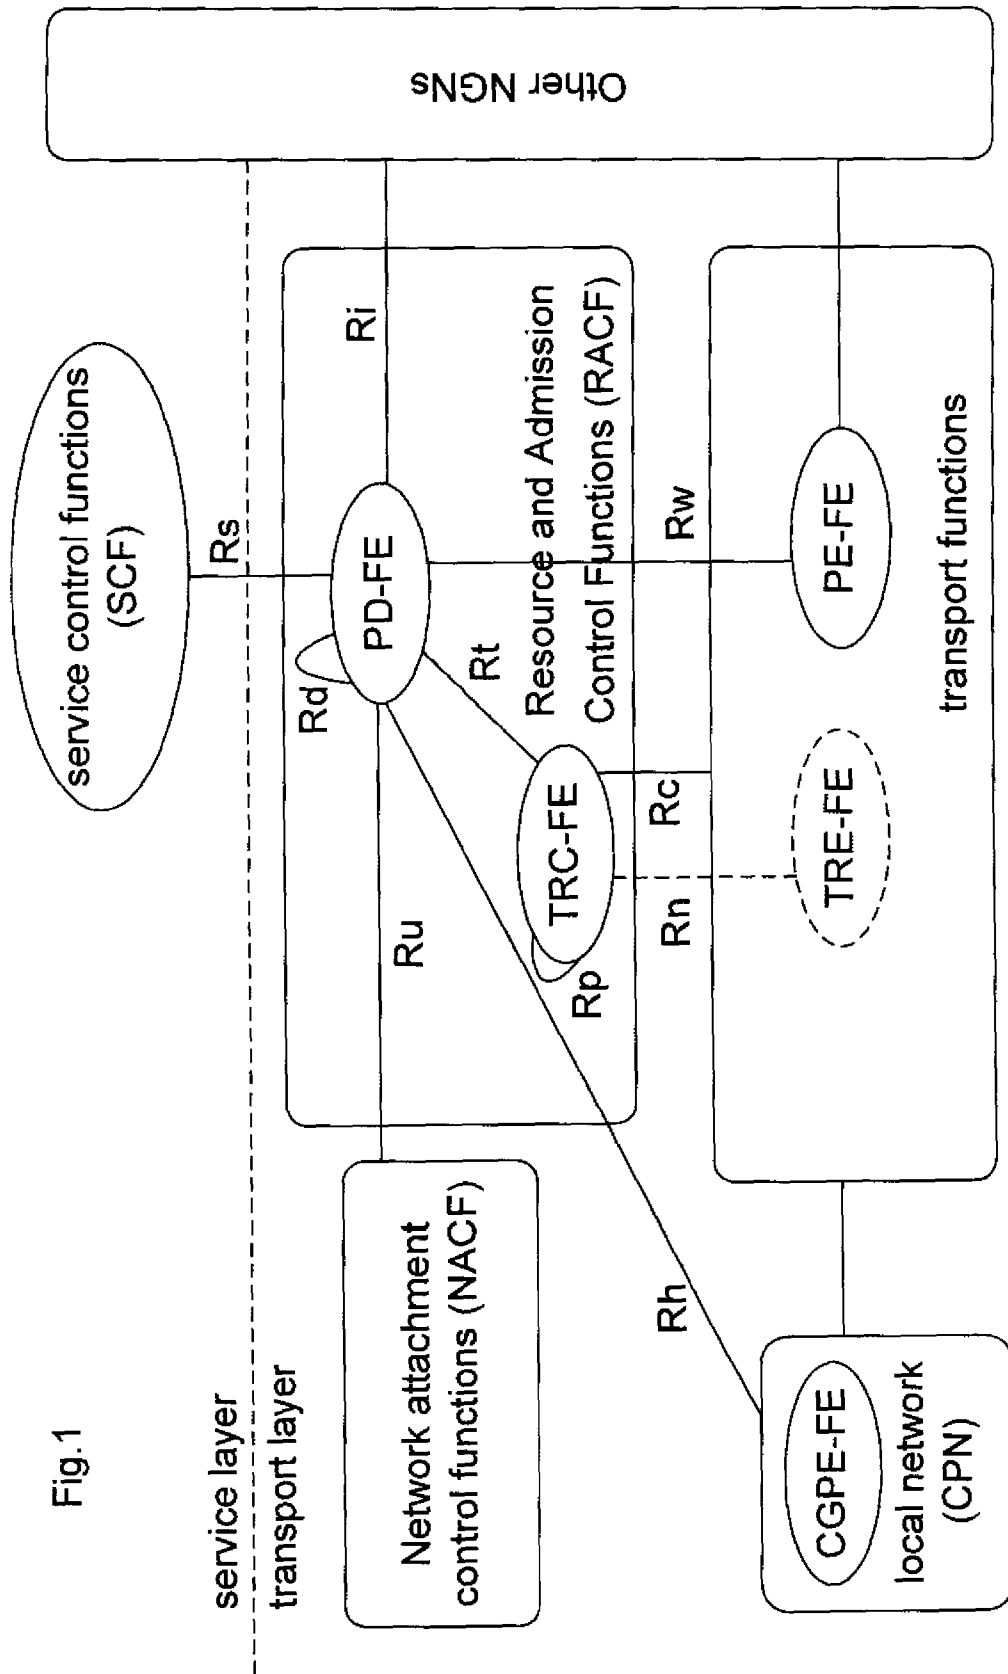 Fig.1
service control functions
(SCF)
Rs
service layer
transport layer
Other NGNs
Network attachment
control functions (NACF)
Ru
Rd
PD-FE
Ri
Rt
TRC-FE
Rp
Resource and Admission
Control Functions (RACF)
Rh
Rn
Rc
Rw
CGPE-FE
local network
(CPN)
TRE-FE
PE-FE
transport functions